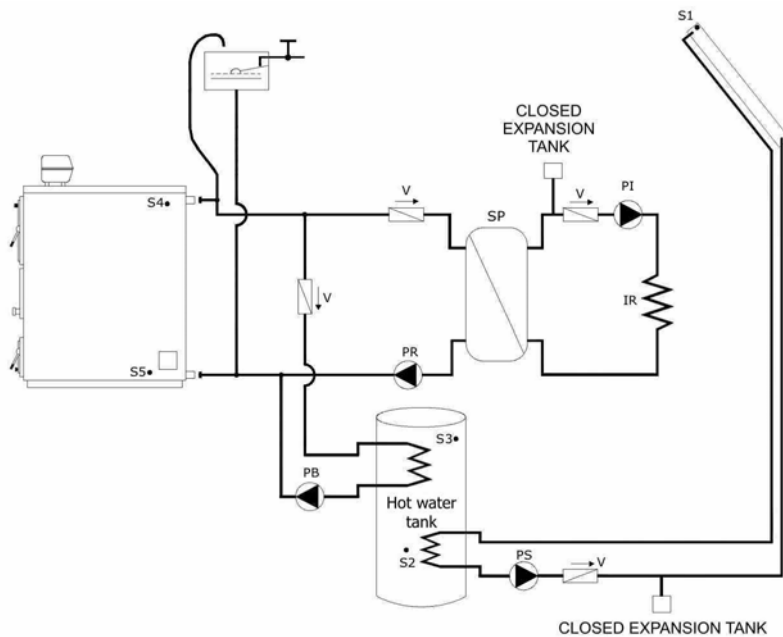 S1
CLOSED
EXPANSION
TANK
S4
V
V
PI
SP
V
IR
PR
S5
S3
PB
Hot water
tank
S2
PS
V
CLOSED EXPANSION TANK